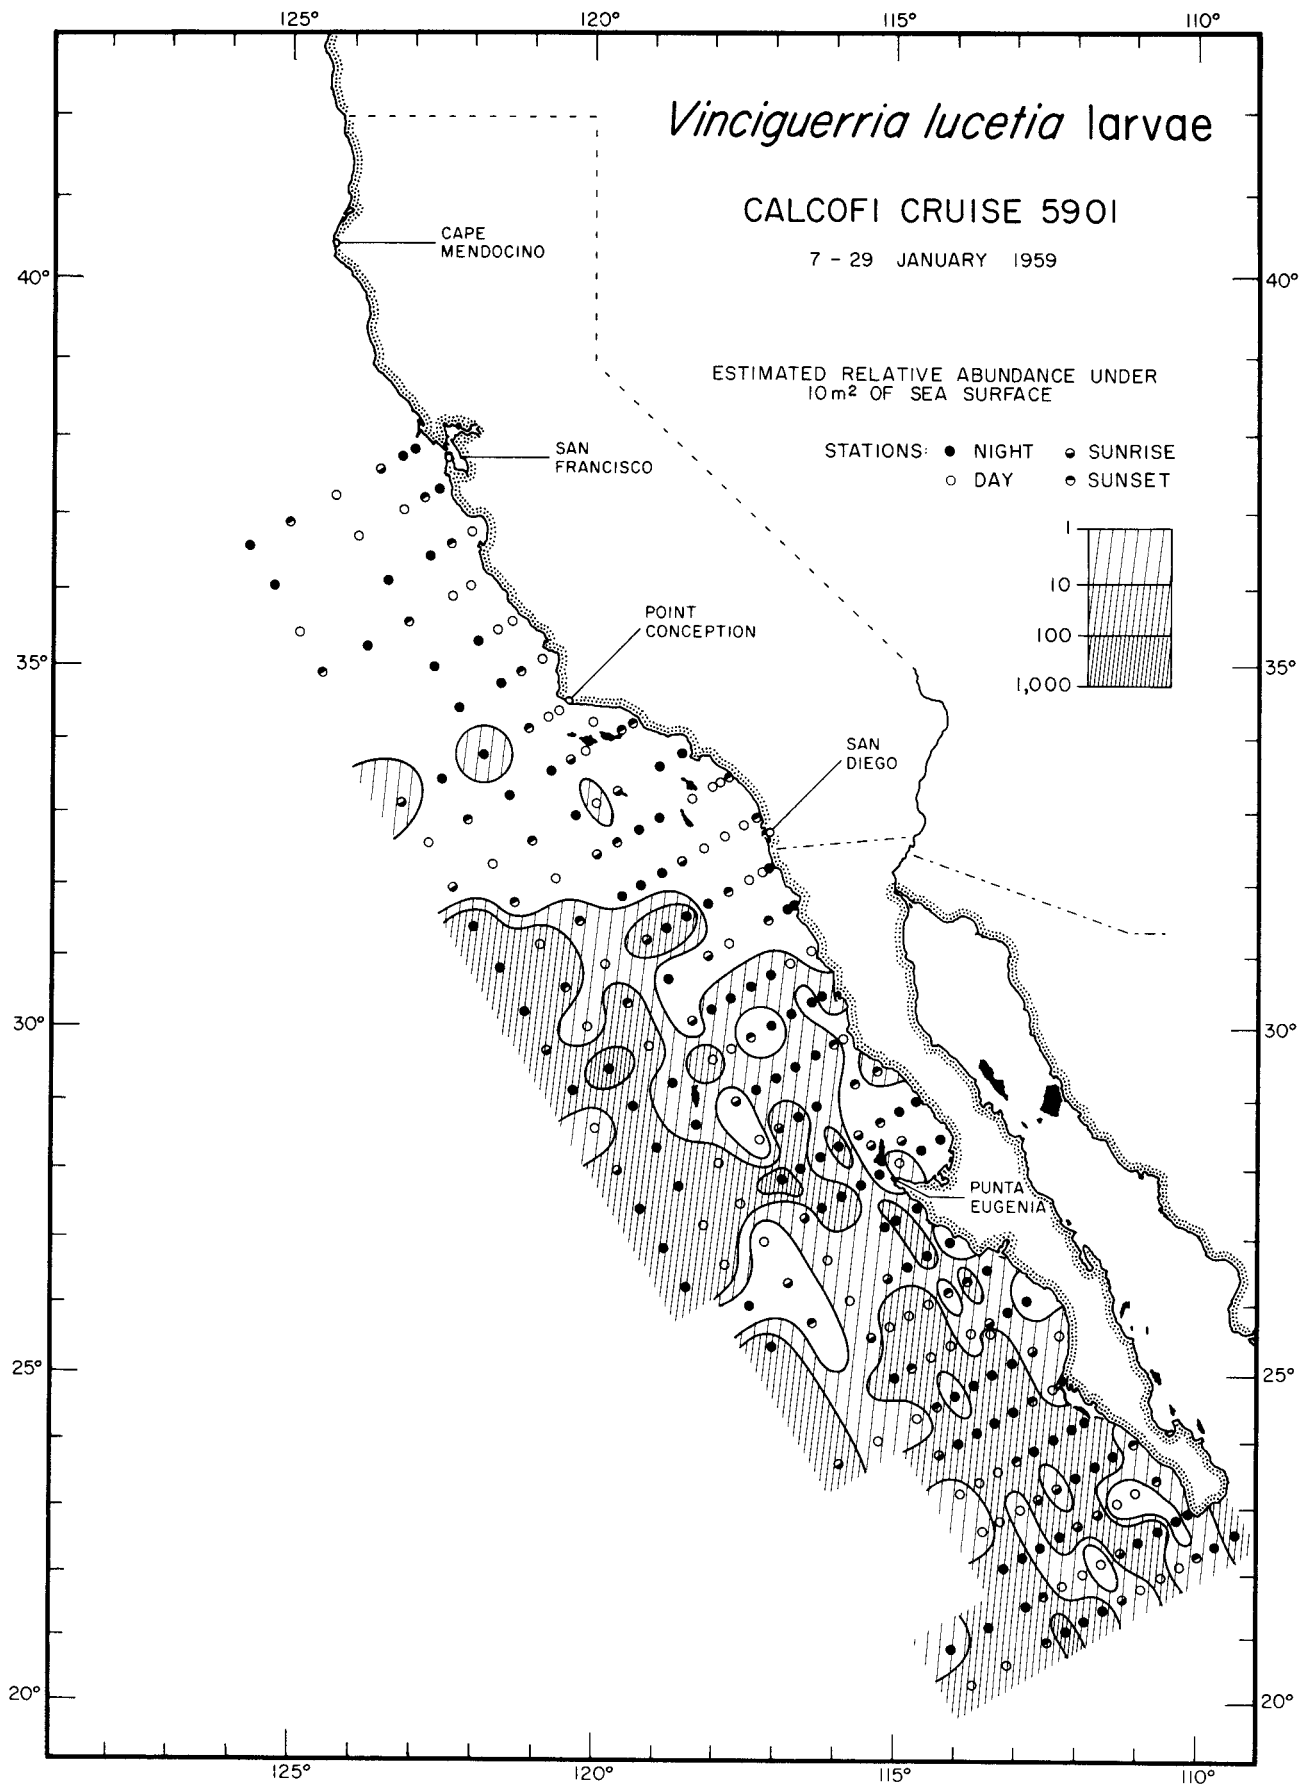 125° 120° 115° 110°
Vinciguerria lucetia larvae
CALCOFI CRUISE 5901
7 - 29 JANUARY 1959
CAPE
MENDOCINO
40° 40°
ESTIMATED RELATIVE ABUNDANCE UNDER
10m² OF SEA SURFACE
STATIONS: NIGHT SUNRISE
DAY SUNSET
SAN
FRANCISCO
1
10
100
1,000
POINT
CONCEPTION
35° 35°
SAN
DIEGO
30° 30°
PUNTA
EUGENIA
25° 25°
20° 20°
125° 120° 115° 110°